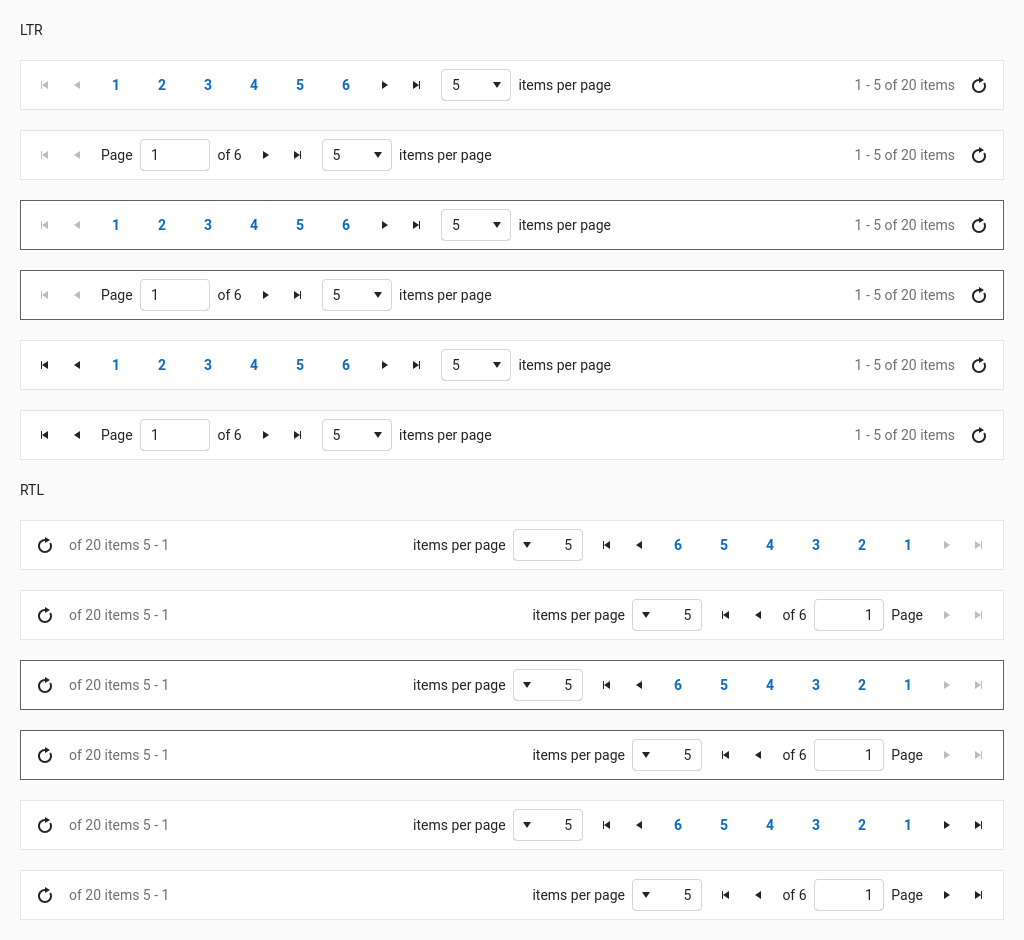 LTR
1 2 3 4 5 6 5 items per page 1 - 5 of 20 items
Page 1 of 6 5 items per page 1 - 5 of 20 items
1 2 3 4 5 6 5 items per page 1 - 5 of 20 items
Page 1 of 6 5 items per page 1 - 5 of 20 items
1 2 3 4 5 6 5 items per page 1 - 5 of 20 items
Page 1 of 6 5 items per page 1 - 5 of 20 items
RTL
of 20 items 5 - 1 items per page 5 6 5 4 3 2 1
of 20 items 5 - 1 items per page 5 of 6 1 Page
of 20 items 5 - 1 items per page 5 6 5 4 3 2 1
of 20 items 5 - 1 items per page 5 of 6 1 Page
of 20 items 5 - 1 items per page 5 6 5 4 3 2 1
of 20 items 5 - 1 items per page 5 of 6 1 Page